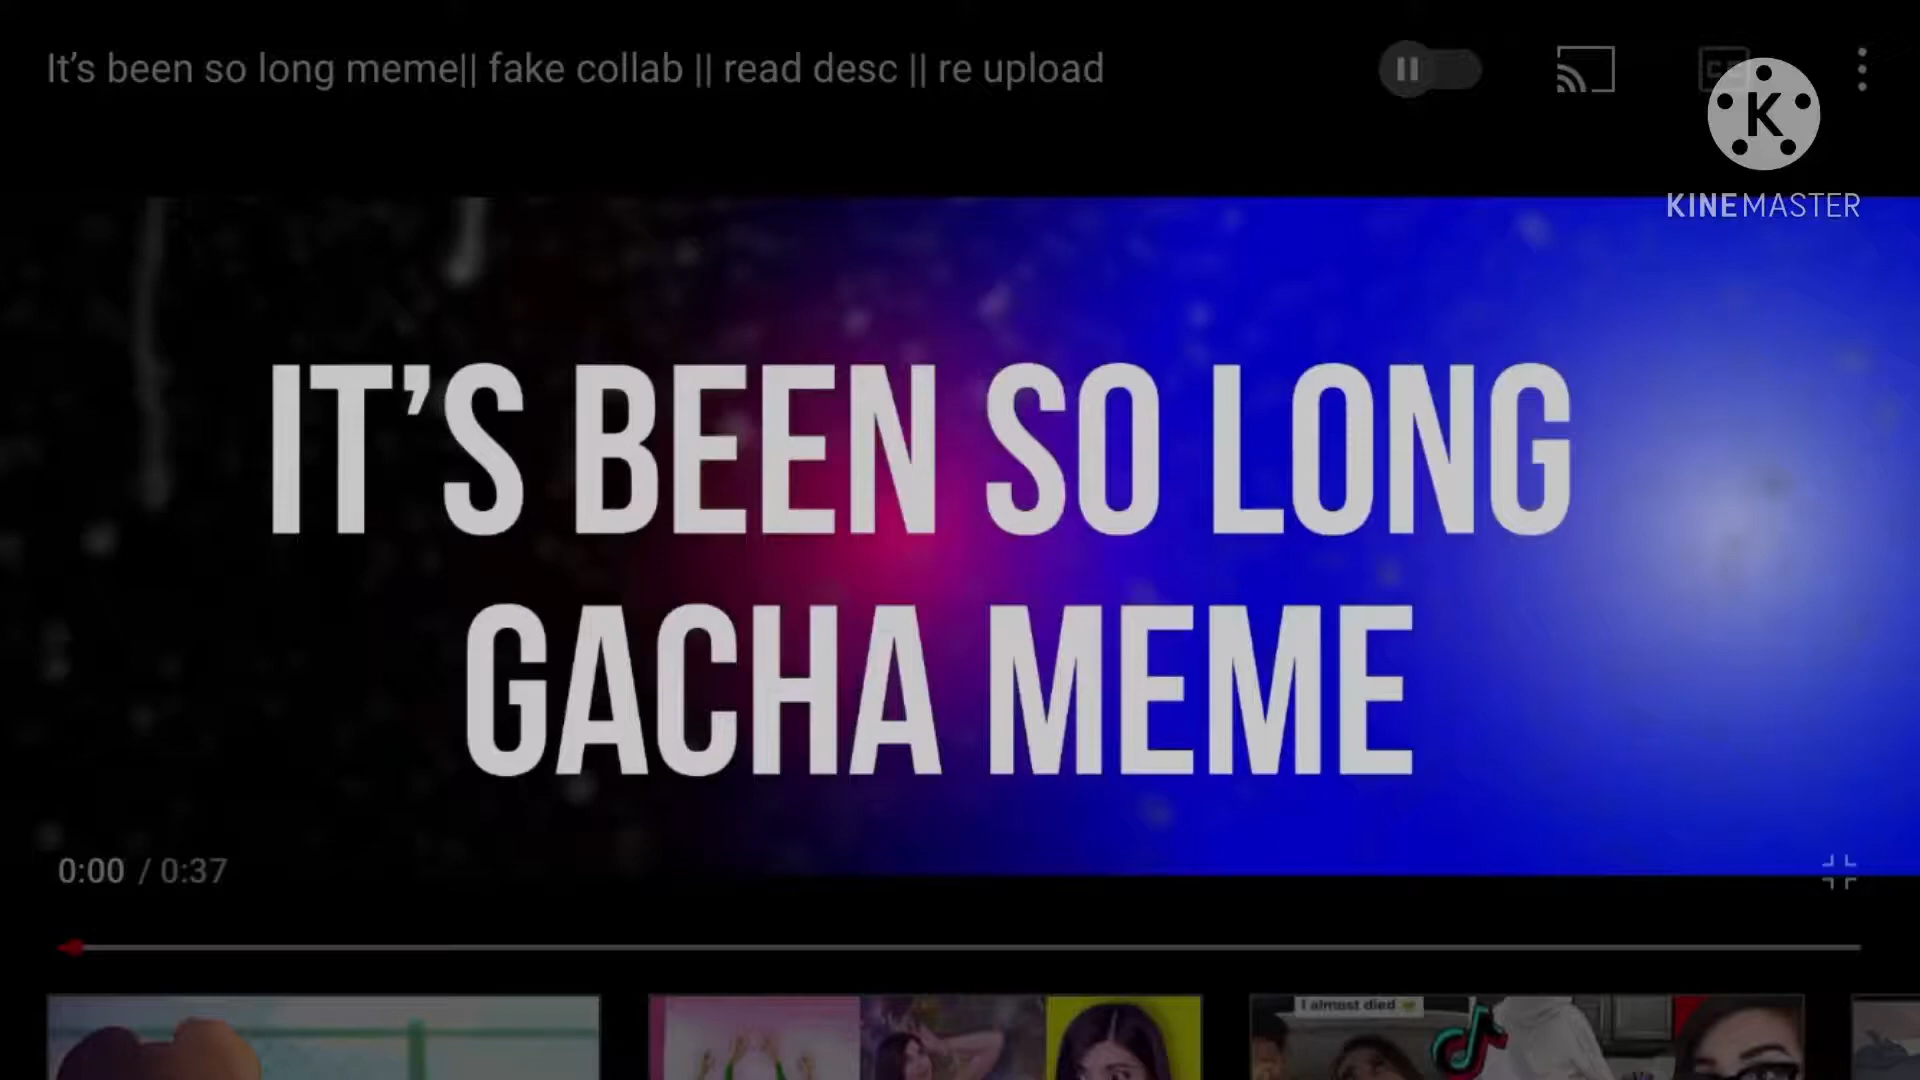 It's been so long meme|| fake collab || read desc || re upload
CC
K
KINEMASTER
IT'S BEEN SO LONG
GACHA MEME
0:00 / 0:37
I almost died